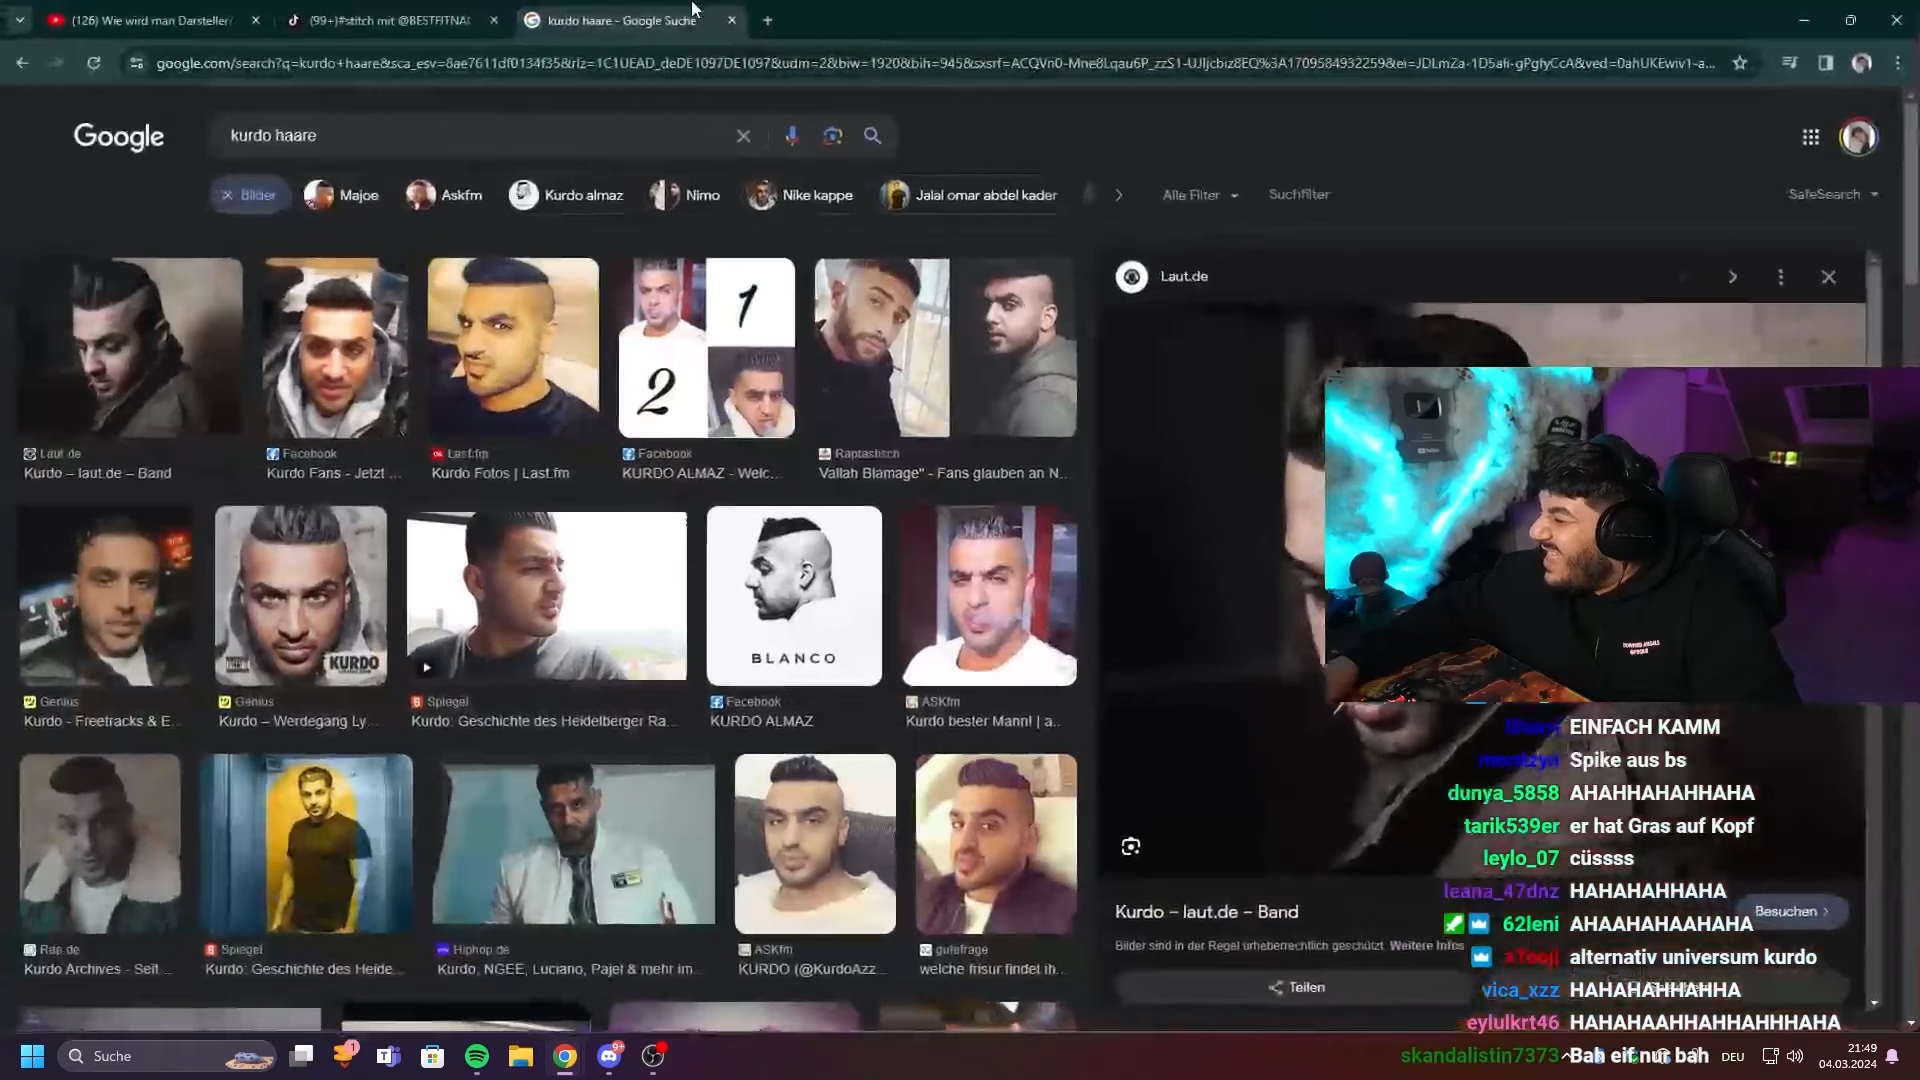 (126) Wie wird man Darsteller
(99+)#stitch mit @BESTFITNA
kurdo haare - Google Suche
Google
kurdo haare
Bilder
Majoe
Askfm
Kurdo almaz
Nimo
Nike kappe
Jalal omar abdel kader
Alle Filter
Suchfilter
SafeSearch
Laut.de
1
2
Laut.de
Kurdo – laut.de – Band
Facebook
Kurdo Fans - Jetzt ...
Last.fm
Kurdo Fotos | Last.fm
Facebook
KURDO ALMAZ - Welc...
Raptastisch
Vallah Blamage" - Fans glauben an N...
KURDO
BLANCO
Genius
Kurdo - Freetracks & E...
Genius
Kurdo – Werdegang Ly...
Spiegel
Kurdo: Geschichte des Heidelberger Ra...
Facebook
KURDO ALMAZ
ASKfm
Kurdo bester Mann! | a...
Rap.de
Kurdo Archives - Seit ...
Spiegel
Kurdo: Geschichte des Heide...
Hiphop.de
Kurdo, NGEE, Luciano, Pajel & mehr im...
ASKfm
KURDO (@KurdoAzz...
gutefrage
welche frisur findet ih...
EINFACH KAMM
Spike aus bs
dunya_5858 AHAHHAHAHHAHA
tarik539er er hat Gras auf Kopf
leylo_07 cüssss
leana_47dnz HAHAHAHHAHA
62leni AHAAHAHAAHAHA
alternativ universum kurdo
vica_xzz HAHAHAHHAHHA
eylulkrt46 HAHAHAAHHAHHAHHHAHA
skandalistin7373 Bah eif nur bah
Kurdo – laut.de – Band
Besuchen
Bilder sind in der Regel urheberrechtlich geschützt Weitere Infos
Teilen
Suche
1
9+
DEU
21:49
04.03.2024